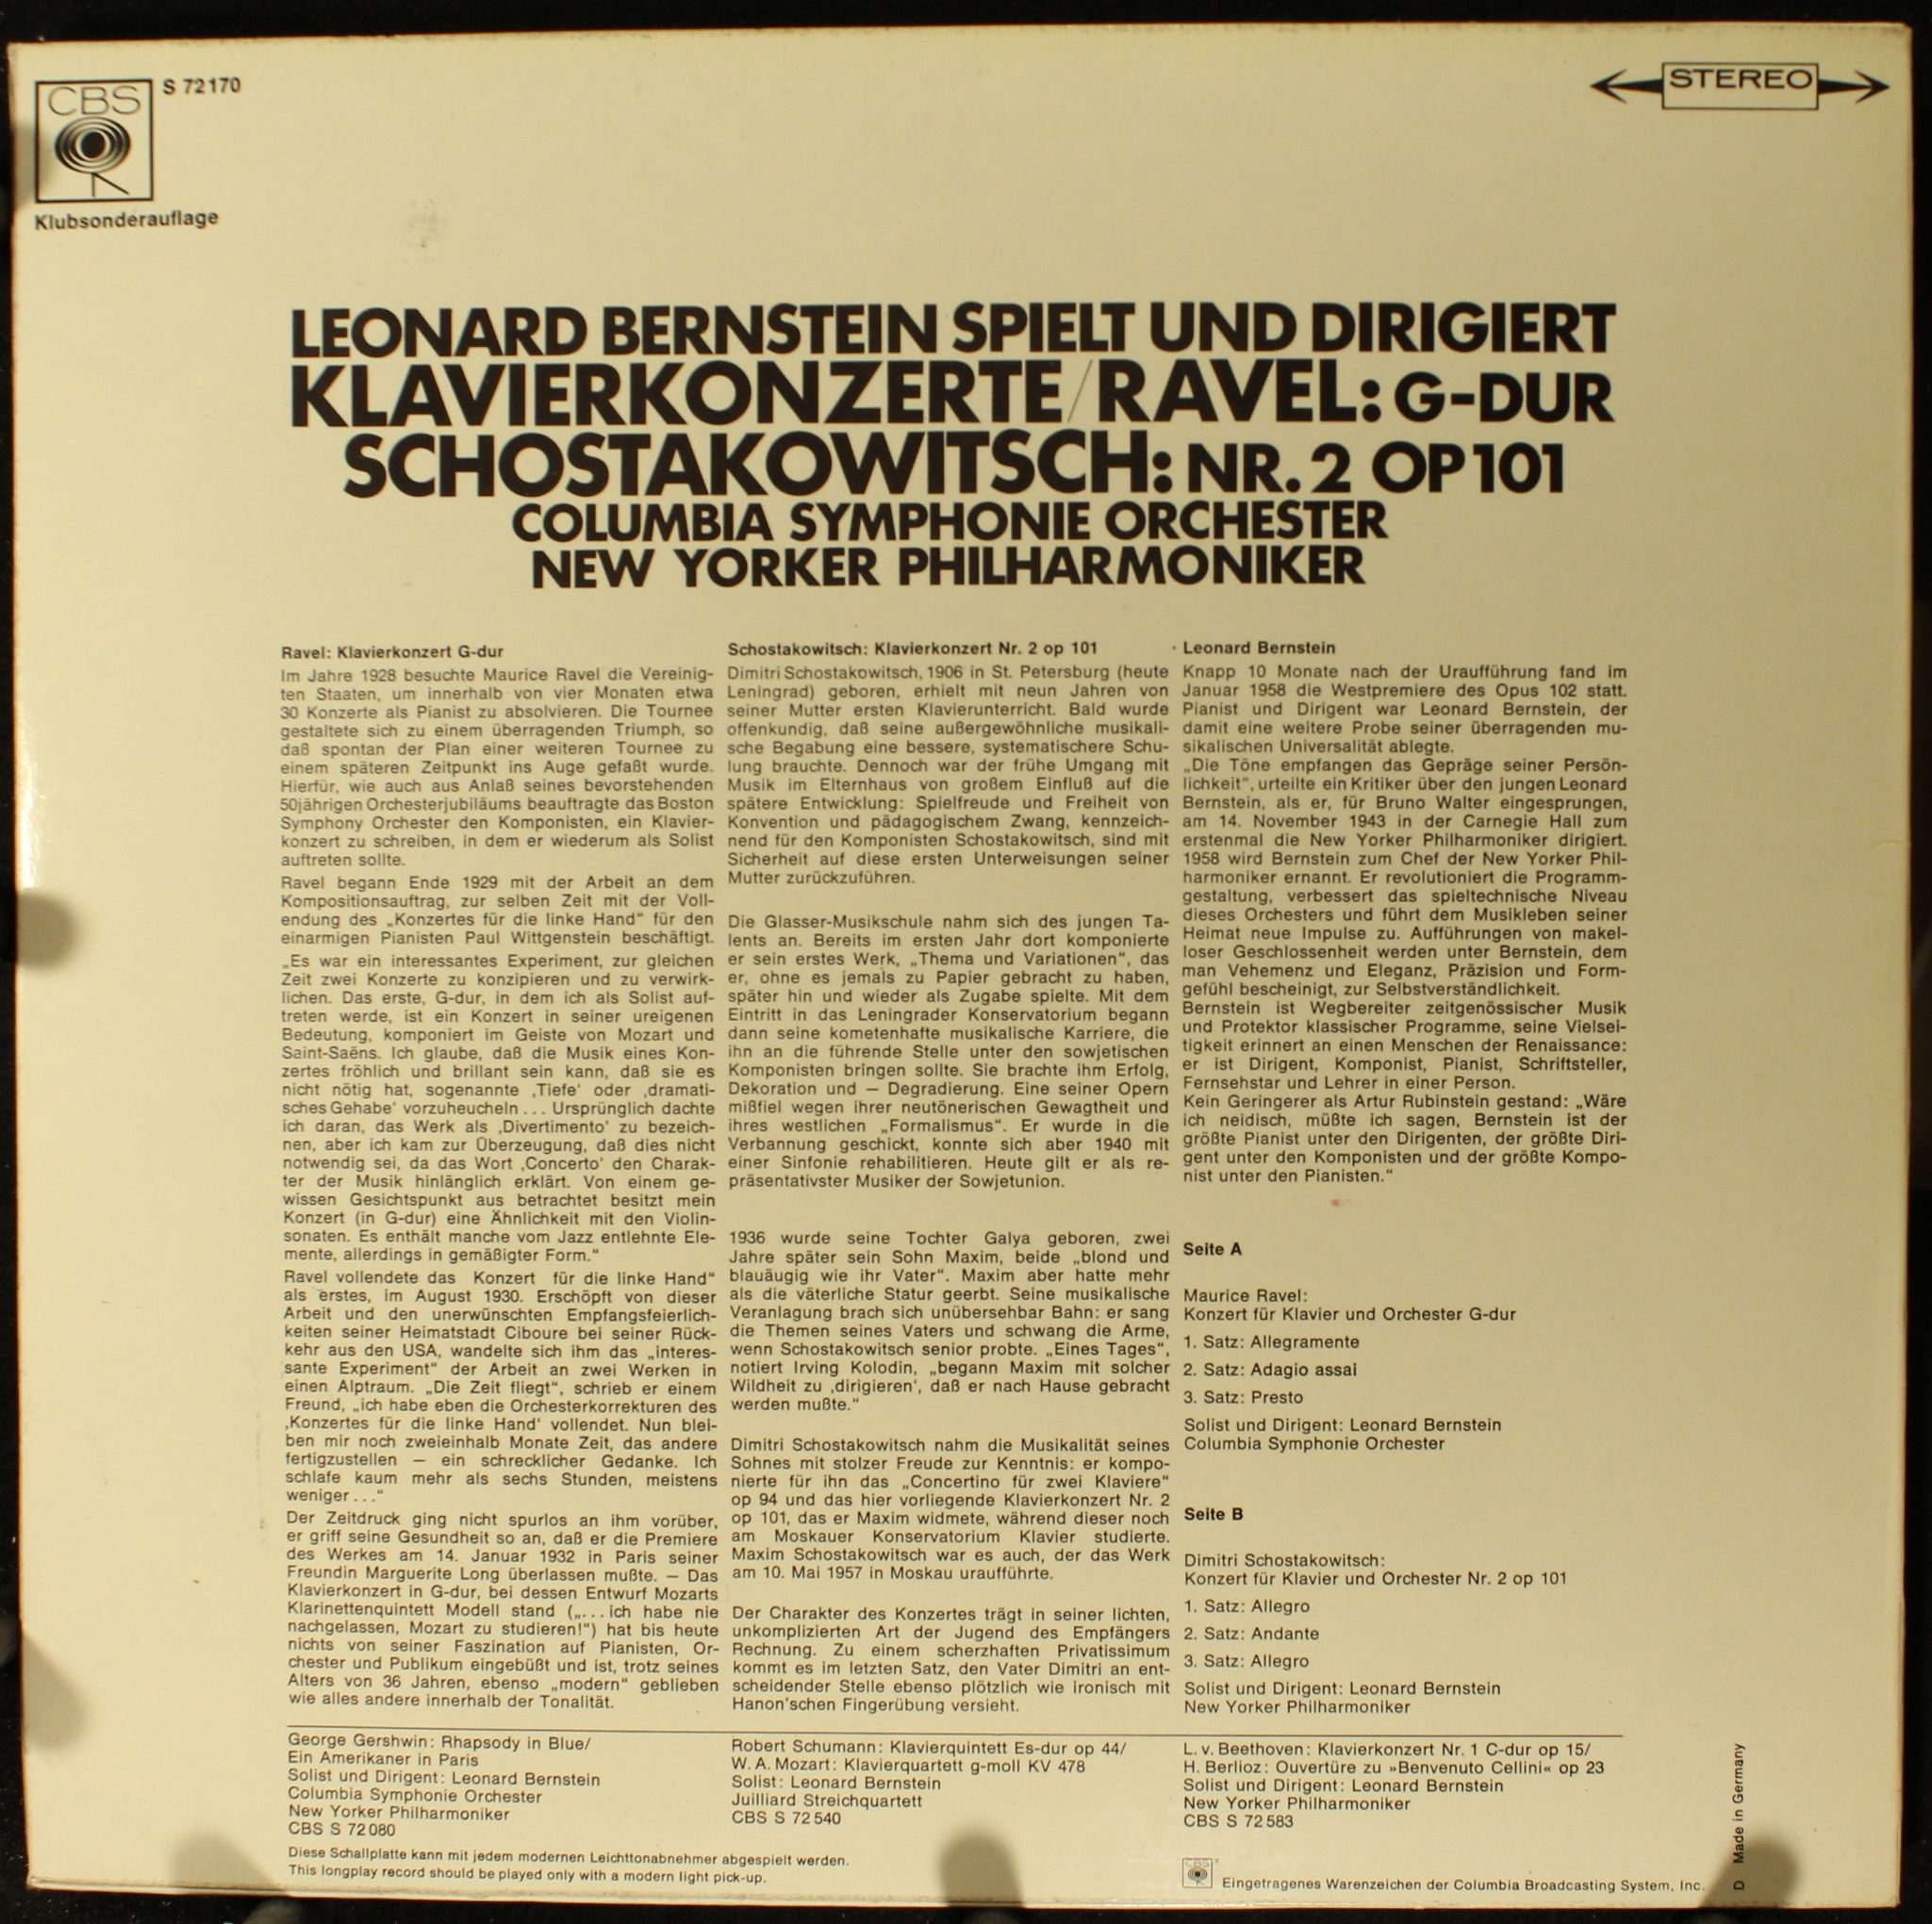 CBS
S 72170
STEREO
Klubsonderauflage
LEONARD BERNSTEIN SPIELT UND DIRIGIERT
KLAVIERKONZERTE/RAVEL: G-DUR
SCHOSTAKOWITSCH: NR. 2 OP 101
COLUMBIA SYMPHONIE ORCHESTER
NEW YORKER PHILHARMONIKER
Ravel: Klavierkonzert G-dur
Im Jahre 1928 besuchte Maurice Ravel die Vereinig-
ten Staaten, um innerhalb von vier Monaten etwa
30 Konzerte als Pianist zu absolvieren. Die Tournee
gestaltete sich zu einem überragenden Triumph, so
daß spontan der Plan einer weiteren Tournee zu
einem späteren Zeitpunkt ins Auge gefaßt wurde.
Hierfür, wie auch aus Anlaß seines bevorstehenden
50jährigen Orchesterjubiläums beauftragte das Boston
Symphony Orchester den Komponisten, ein Klavier-
konzert zu schreiben, in dem er wiederum als Solist
auftreten sollte.
Ravel begann Ende 1929 mit der Arbeit an dem
Kompositionsauftrag, zur selben Zeit mit der Voll-
endung des „Konzertes für die linke Hand“ für den
einarmigen Pianisten Paul Wittgenstein beschäftigt.
„Es war ein interessantes Experiment, zur gleichen
Zeit zwei Konzerte zu konzipieren und zu verwirk-
lichen. Das erste, G-dur, in dem ich als Solist auf-
treten werde, ist ein Konzert in seiner ureigenen
Bedeutung, komponiert im Geiste von Mozart und
Saint-Saëns. Ich glaube, daß die Musik eines Kon-
zertes fröhlich und brillant sein kann, daß sie es
nicht nötig hat, sogenannte ‚Tiefe‘ oder ‚dramati-
sches Gehabe‘ vorzuheucheln . . . Ursprünglich dachte
ich daran, das Werk als ‚Divertimento‘ zu bezeich-
nen, aber ich kam zur Überzeugung, daß dies nicht
notwendig sei, da das Wort ‚Concerto‘ den Charak-
ter der Musik hinlänglich erklärt. Von einem ge-
wissen Gesichtspunkt aus betrachtet besitzt mein
Konzert (in G-dur) eine Ähnlichkeit mit den Violin-
sonaten. Es enthält manche vom Jazz entlehnte Ele-
mente, allerdings in gemäßigter Form.“
Ravel vollendete das Konzert für die linke Hand“
als erstes, im August 1930. Erschöpft von dieser
Arbeit und den unerwünschten Empfangsfeierlich-
keiten seiner Heimatstadt Ciboure bei seiner Rück-
kehr aus den USA, wandelte sich ihm das „interes-
sante Experiment“ der Arbeit an zwei Werken in
einen Alptraum. „Die Zeit fliegt“, schrieb er einem
Freund, „ich habe eben die Orchesterkorrekturen des
‚Konzertes für die linke Hand‘ vollendet. Nun blei-
ben mir noch zweieinhalb Monate Zeit, das andere
fertigzustellen — ein schrecklicher Gedanke. Ich
schlafe kaum mehr als sechs Stunden, meistens
weniger . . .“
Der Zeitdruck ging nicht spurlos an ihm vorüber,
er griff seine Gesundheit so an, daß er die Premiere
des Werkes am 14. Januar 1932 in Paris seiner
Freundin Marguerite Long überlassen mußte. — Das
Klavierkonzert in G-dur, bei dessen Entwurf Mozarts
Klarinettenquintett Modell stand („. . . ich habe nie
nachgelassen, Mozart zu studieren!“) hat bis heute
nichts von seiner Faszination auf Pianisten, Or-
chester und Publikum eingebüßt und ist, trotz seines
Alters von 36 Jahren, ebenso „modern“ geblieben
wie alles andere innerhalb der Tonalität.
Schostakowitsch: Klavierkonzert Nr. 2 op 101
Dimitri Schostakowitsch, 1906 in St. Petersburg (heute
Leningrad) geboren, erhielt mit neun Jahren von
seiner Mutter ersten Klavierunterricht. Bald wurde
offenkundig, daß seine außergewöhnliche musikali-
sche Begabung eine bessere, systematischere Schu-
lung brauchte. Dennoch war der frühe Umgang mit
Musik im Elternhaus von großem Einfluß auf die
spätere Entwicklung: Spielfreude und Freiheit von
Konvention und pädagogischem Zwang, kennzeich-
nend für den Komponisten Schostakowitsch, sind mit
Sicherheit auf diese ersten Unterweisungen seiner
Mutter zurückzuführen.
Die Glasser-Musikschule nahm sich des jungen Ta-
lents an. Bereits im ersten Jahr dort komponierte
er sein erstes Werk, „Thema und Variationen“, das
er, ohne es jemals zu Papier gebracht zu haben,
später hin und wieder als Zugabe spielte. Mit dem
Eintritt in das Leningrader Konservatorium begann
dann seine kometenhafte musikalische Karriere, die
ihn an die führende Stelle unter den sowjetischen
Komponisten bringen sollte. Sie brachte ihm Erfolg,
Dekoration und — Degradierung. Eine seiner Opern
mißfiel wegen ihrer neutönerischen Gewagtheit und
ihres westlichen „Formalismus“. Er wurde in die
Verbannung geschickt, konnte sich aber 1940 mit
einer Sinfonie rehabilitieren. Heute gilt er als re-
präsentativster Musiker der Sowjetunion.
1936 wurde seine Tochter Galya geboren, zwei
Jahre später sein Sohn Maxim, beide „blond und
blauäugig wie ihr Vater“. Maxim aber hatte mehr
als die väterliche Statur geerbt. Seine musikalische
Veranlagung brach sich unübersehbar Bahn: er sang
die Themen seines Vaters und schwang die Arme,
wenn Schostakowitsch senior probte. „Eines Tages“,
notiert Irving Kolodin, „begann Maxim mit solcher
Wildheit zu ‚dirigieren‘, daß er nach Hause gebracht
werden mußte.“
Dimitri Schostakowitsch nahm die Musikalität seines
Sohnes mit stolzer Freude zur Kenntnis: er kompo-
nierte für ihn das „Concertino für zwei Klaviere“
op 94 und das hier vorliegende Klavierkonzert Nr. 2
op 101, das er Maxim widmete, während dieser noch
am Moskauer Konservatorium Klavier studierte.
Maxim Schostakowitsch war es auch, der das Werk
am 10. Mai 1957 in Moskau uraufführte.
Der Charakter des Konzertes trägt in seiner lichten,
unkomplizierten Art der Jugend des Empfängers
Rechnung. Zu einem scherzhaften Privatissimum
kommt es im letzten Satz, den Vater Dimitri an ent-
scheidender Stelle ebenso plötzlich wie ironisch mit
Hanon'schen Fingerübung versieht.
Leonard Bernstein
Knapp 10 Monate nach der Uraufführung fand im
Januar 1958 die Westpremiere des Opus 102 statt.
Pianist und Dirigent war Leonard Bernstein, der
damit eine weitere Probe seiner überragenden mu-
sikalischen Universalität ablegte.
„Die Töne empfangen das Gepräge seiner Persön-
lichkeit“, urteilte ein Kritiker über den jungen Leonard
Bernstein, als er, für Bruno Walter eingesprungen,
am 14. November 1943 in der Carnegie Hall zum
erstenmal die New Yorker Philharmoniker dirigiert.
1958 wird Bernstein zum Chef der New Yorker Phil-
harmoniker ernannt. Er revolutioniert die Programm-
gestaltung, verbessert das spieltechnische Niveau
dieses Orchesters und führt dem Musikleben seiner
Heimat neue Impulse zu. Aufführungen von makel-
loser Geschlossenheit werden unter Bernstein, dem
man Vehemenz und Eleganz, Präzision und Form-
gefühl bescheinigt, zur Selbstverständlichkeit.
Bernstein ist Wegbereiter zeitgenössischer Musik
und Protektor klassischer Programme, seine Vielsei-
tigkeit erinnert an einen Menschen der Renaissance:
er ist Dirigent, Komponist, Pianist, Schriftsteller,
Fernsehstar und Lehrer in einer Person.
Kein Geringerer als Artur Rubinstein gestand: „Wäre
ich neidisch, müßte ich sagen, Bernstein ist der
größte Pianist unter den Dirigenten, der größte Diri-
gent unter den Komponisten und der größte Kompo-
nist unter den Pianisten.“
Seite A
Maurice Ravel:
Konzert für Klavier und Orchester G-dur
1. Satz: Allegramente
2. Satz: Adagio assai
3. Satz: Presto
Solist und Dirigent: Leonard Bernstein
Columbia Symphonie Orchester
Seite B
Dimitri Schostakowitsch:
Konzert für Klavier und Orchester Nr. 2 op 101
1. Satz: Allegro
2. Satz: Andante
3. Satz: Allegro
Solist und Dirigent: Leonard Bernstein
New Yorker Philharmoniker
George Gershwin: Rhapsody in Blue/
Ein Amerikaner in Paris
Solist und Dirigent: Leonard Bernstein
Columbia Symphonie Orchester
New Yorker Philharmoniker
CBS S 72 080
Robert Schumann: Klavierquintett Es-dur op 44/
W. A. Mozart: Klavierquartett g-moll KV 478
Solist: Leonard Bernstein
Juilliard Streichquartett
CBS S 72 540
L. v. Beethoven: Klavierkonzert Nr. 1 C-dur op 15/
H. Berlioz: Ouvertüre zu »Benvenuto Cellini« op 23
Solist und Dirigent: Leonard Bernstein
New Yorker Philharmoniker
CBS S 72 583
Diese Schallplatte kann mit jedem modernen Leichttonabnehmer abgespielt werden.
This longplay record should be played only with a modern light pick-up.
CBS
Eingetragenes Warenzeichen der Columbia Broadcasting System, Inc.
D Made in Germany